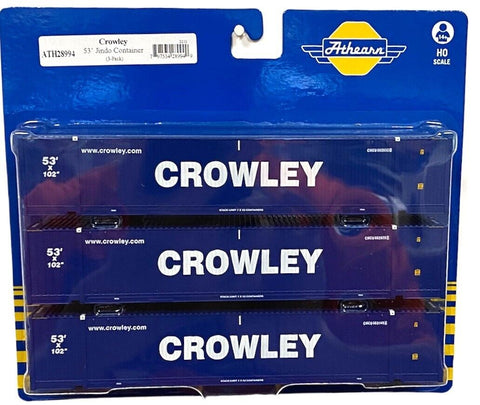 Crowley
ATH28994 53' Jindo Container
(3-Pack)
Athearn
14+
HO
SCALE
53'
X
102"
www.crowley.com
CROWLEY
53'
X
102"
www.crowley.com
CROWLEY
53'
X
102"
www.crowley.com
CROWLEY